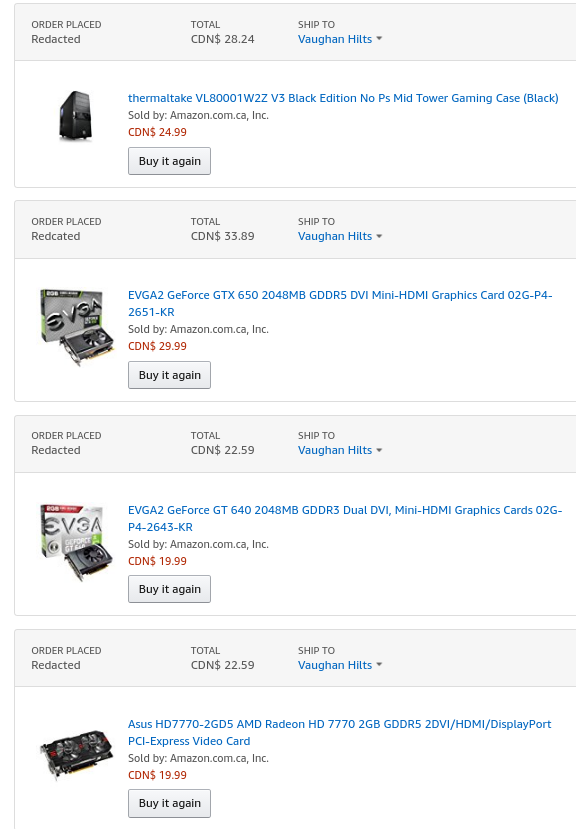 ORDER PLACED TOTAL SHIP TO
Redacted CDN$ 28.24 Vaughan Hilts
thermaltake VL80001W2Z V3 Black Edition No Ps Mid Tower Gaming Case (Black)
Sold by: Amazon.com.ca, Inc.
CDN$ 24.99
Buy it again
ORDER PLACED TOTAL SHIP TO
Redcated CDN$ 33.89 Vaughan Hilts
EVGA2 GeForce GTX 650 2048MB GDDR5 DVI Mini-HDMI Graphics Card 02G-P4-
2651-KR
Sold by: Amazon.com.ca, Inc.
CDN$ 29.99
Buy it again
2GB
EVGA
ORDER PLACED TOTAL SHIP TO
Redacted CDN$ 22.59 Vaughan Hilts
EVGA2 GeForce GT 640 2048MB GDDR3 Dual DVI, Mini-HDMI Graphics Cards 02G-
P4-2643-KR
Sold by: Amazon.com.ca, Inc.
CDN$ 19.99
Buy it again
2GB
EVGA
GEFORCE
ORDER PLACED TOTAL SHIP TO
Redacted CDN$ 22.59 Vaughan Hilts
Asus HD7770-2GD5 AMD Radeon HD 7770 2GB GDDR5 2DVI/HDMI/DisplayPort
PCI-Express Video Card
Sold by: Amazon.com.ca, Inc.
CDN$ 19.99
Buy it again